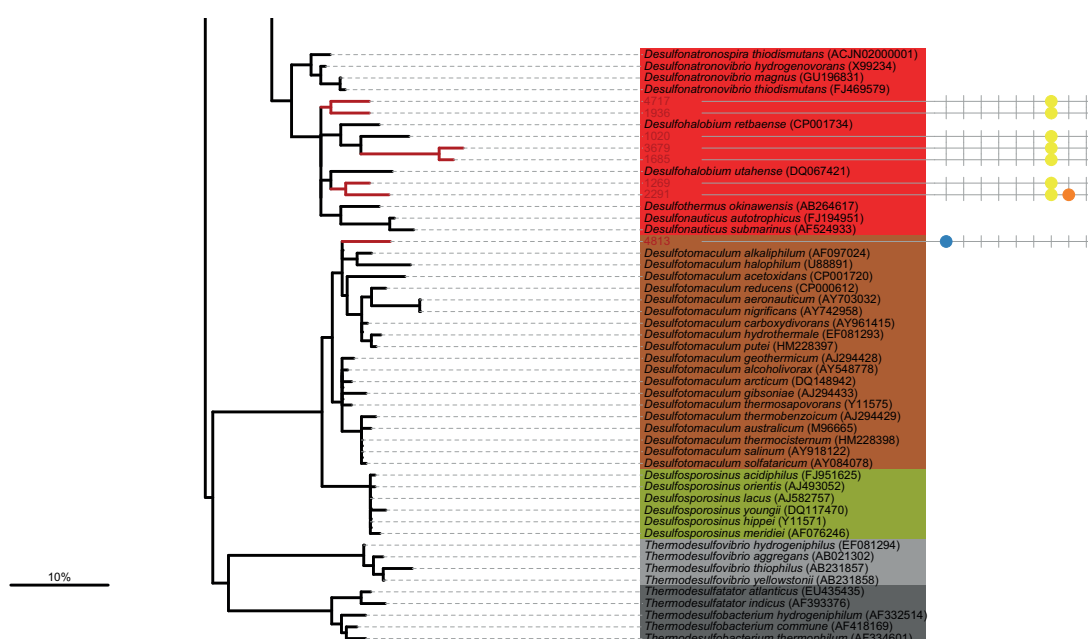 Desulfonatronospira thiodismutans (ACJN02000001)
Desulfonatronovibrio hydrogenovorans (X99234)
Desulfonatronovibrio magnus (GU196831)
Desulfonatronovibrio thiodismutans (FJ469579)
4717
1936
Desulfohalobium retbaense (CP001734)
1020
3679
1685
Desulfohalobium utahense (DQ067421)
1269
2291
Desulfothermus okinawensis (AB264617)
Desulfonauticus autotrophicus (FJ194951)
Desulfonauticus submarinus (AF524933)
4813
Desulfotomaculum alkaliphilum (AF097024)
Desulfotomaculum halophilum (U88891)
Desulfotomaculum acetoxidans (CP001720)
Desulfotomaculum reducens (CP000612)
Desulfotomaculum aeronauticum (AY703032)
Desulfotomaculum nigrificans (AY742958)
Desulfotomaculum carboxydivorans (AY961415)
Desulfotomaculum hydrothermale (EF081293)
Desulfotomaculum putei (HM228397)
Desulfotomaculum geothermicum (AJ294428)
Desulfotomaculum alcoholivorax (AY548778)
Desulfotomaculum arcticum (DQ148942)
Desulfotomaculum gibsoniae (AJ294433)
Desulfotomaculum thermosapovorans (Y11575)
Desulfotomaculum thermobenzoicum (AJ294429)
Desulfotomaculum australicum (M96665)
Desulfotomaculum thermocisternum (HM228398)
Desulfotomaculum salinum (AY918122)
Desulfotomaculum solfataricum (AY084078)
Desulfosporosinus acidiphilus (FJ951625)
Desulfosporosinus orientis (AJ493052)
Desulfosporosinus lacus (AJ582757)
Desulfosporosinus youngii (DQ117470)
Desulfosporosinus hippei (Y11571)
Desulfosporosinus meridiei (AF076246)
Thermodesulfovibrio hydrogeniphilus (EF081294)
Thermodesulfovibrio aggregans (AB021302)
Thermodesulfovibrio thiophilus (AB231857)
Thermodesulfovibrio yellowstonii (AB231858)
10%
Thermodesulfatator atlanticus (EU435435)
Thermodesulfatator indicus (AF393376)
Thermodesulfobacterium hydrogeniphilum (AF332514)
Thermodesulfobacterium commune (AF418169)
Thermodesulfobacterium thermophilum (AF334601)